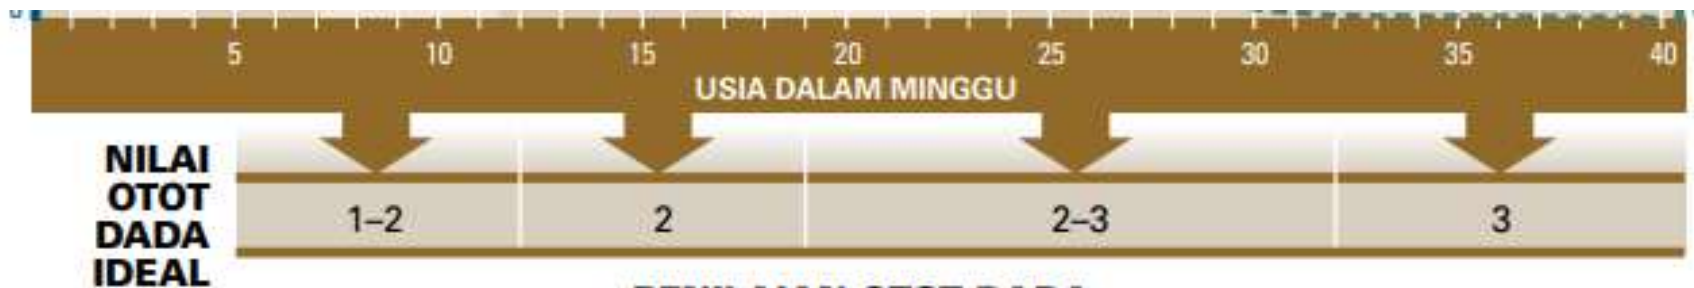 5 10 15 20 25 30 35 40
USIA DALAM MINGGU
NILAI
OTOT
DADA
IDEAL
1–2 2 2–3 3